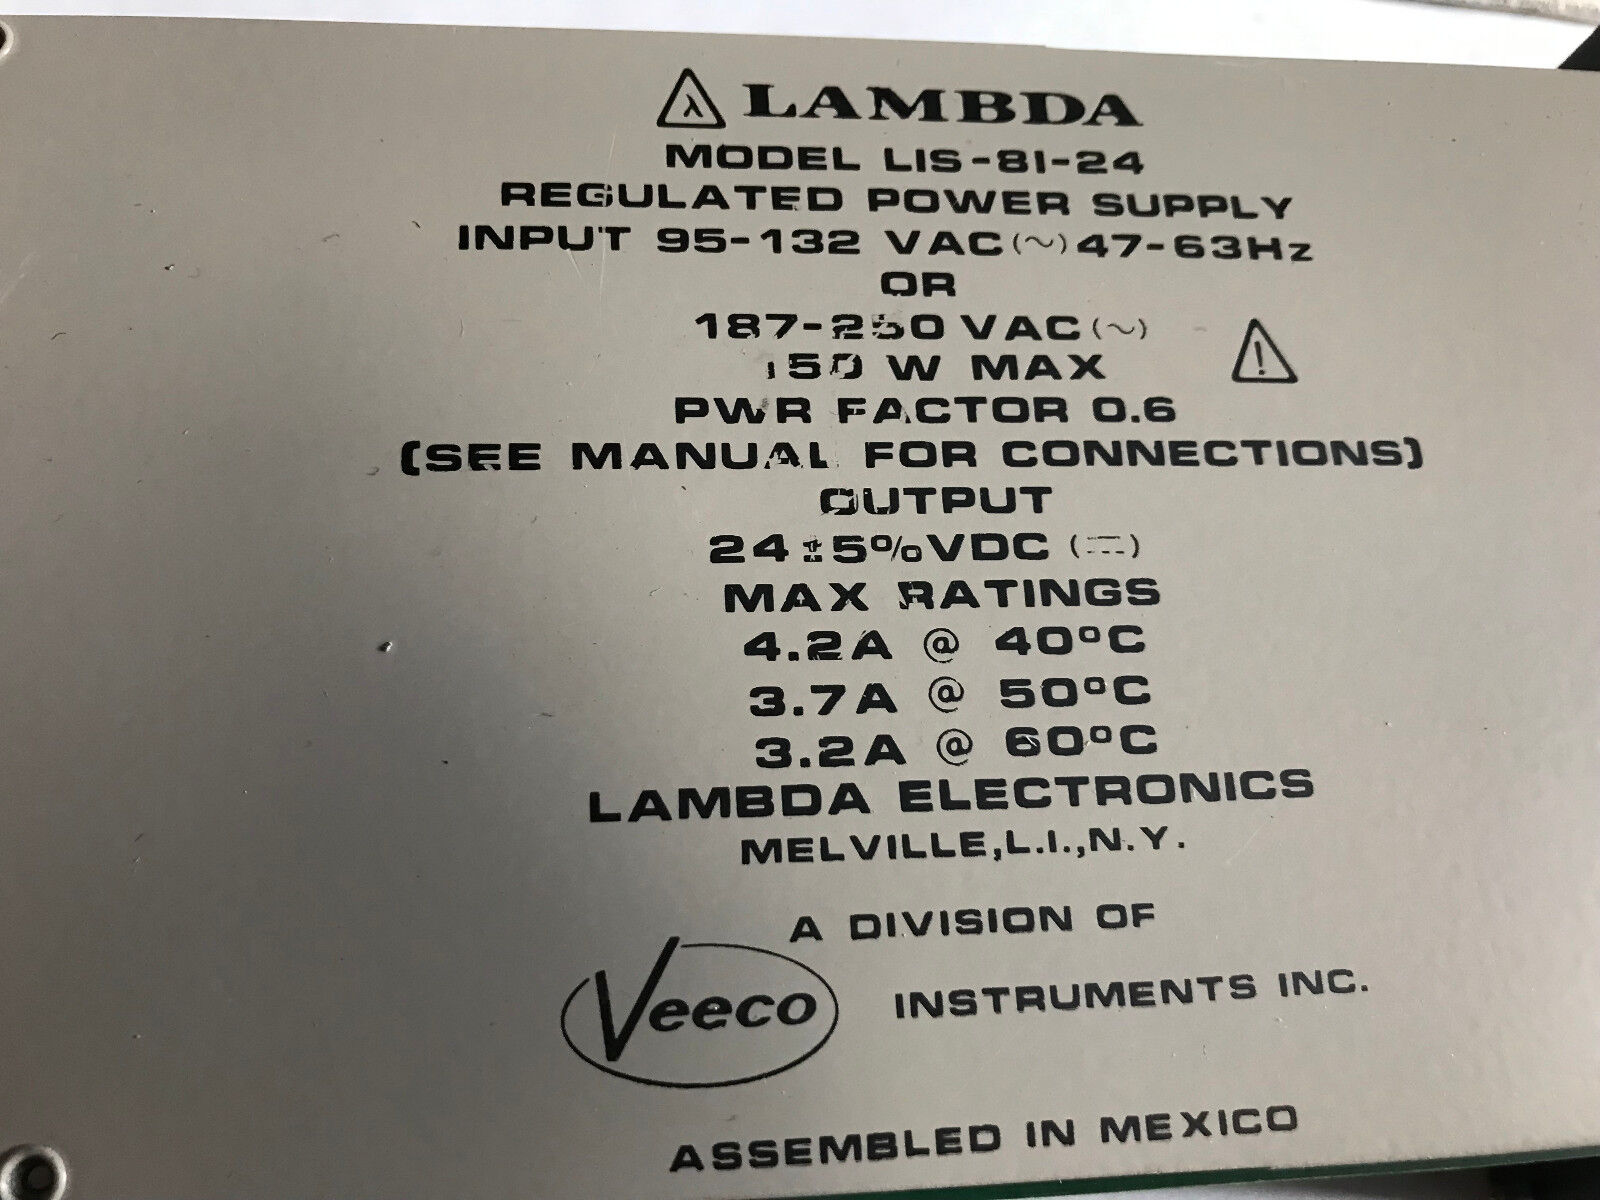 LAMBDA
MODEL LIS-81-24
REGULATED POWER SUPPLY
INPUT 95-132 VAC (~) 47-63Hz
OR
187-250 VAC (~)
150 W MAX
PWR FACTOR 0.6
(SEE MANUAL FOR CONNECTIONS)
OUTPUT
24±5% VDC (⎓)
MAX RATINGS
4.2A @ 40°C
3.7A @ 50°C
3.2A @ 60°C
LAMBDA ELECTRONICS
MELVILLE, L.I., N.Y.
A DIVISION OF
Veeco INSTRUMENTS INC.
ASSEMBLED IN MEXICO